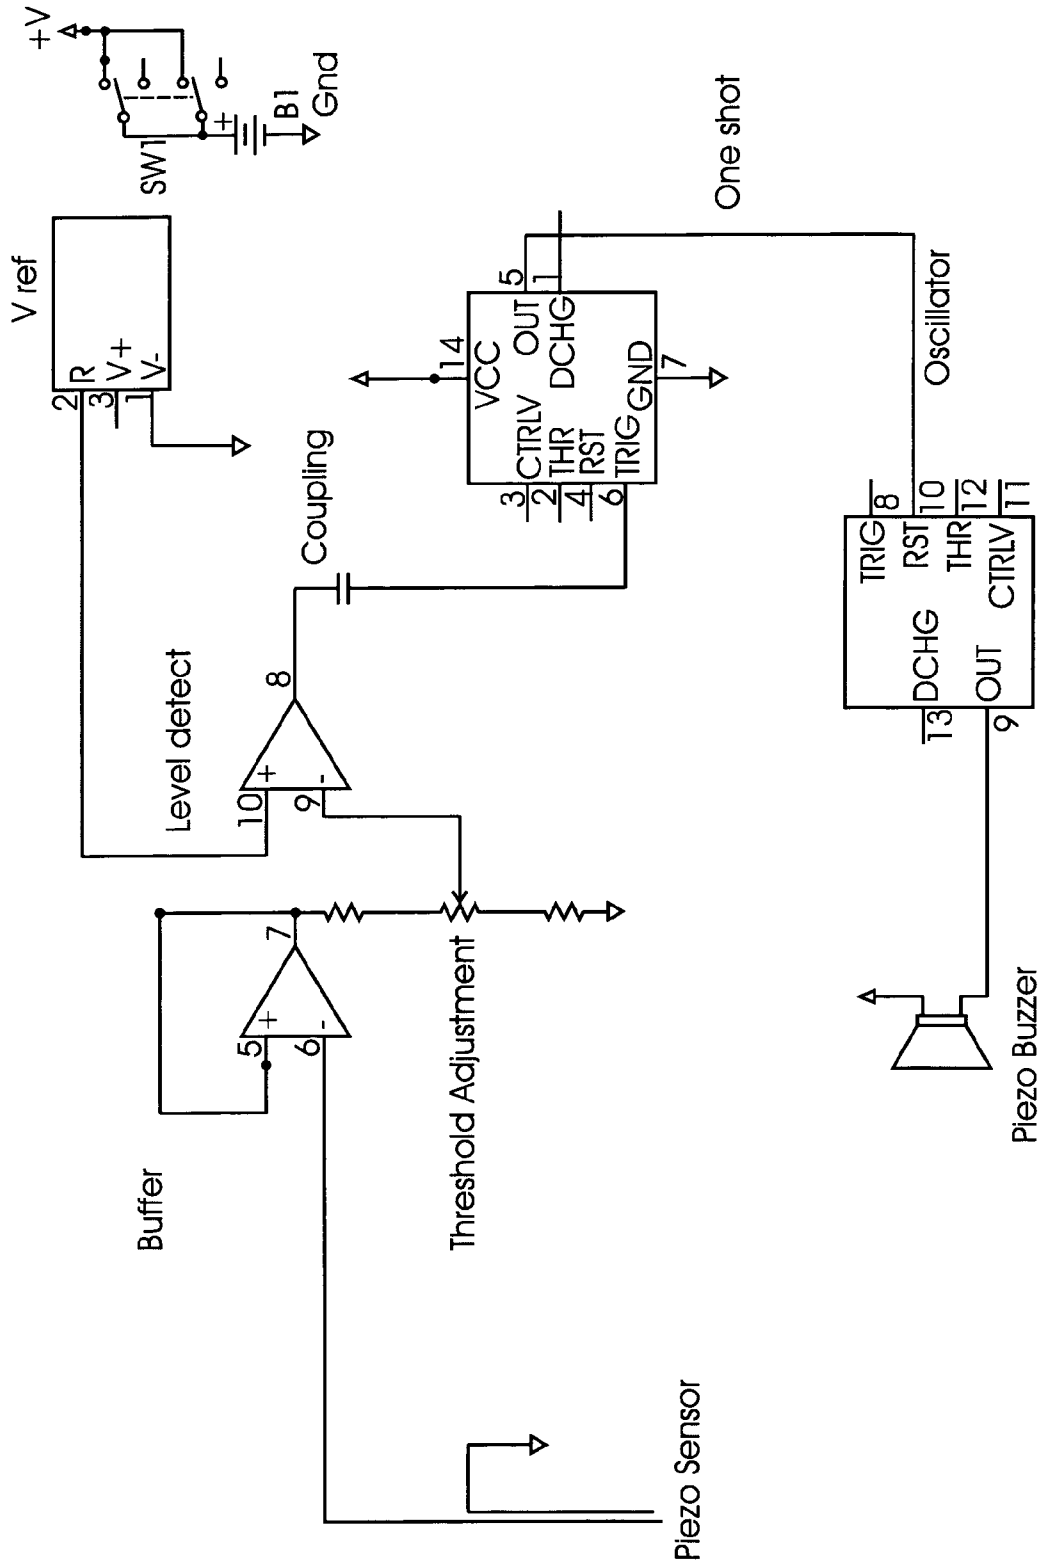 +V
SW1
+
B1
Gnd
V ref
2
R
3
V+
1
V-
Buffer
5
+
6
-
7
Threshold Adjustment
Level detect
10
+
9
-
8
Coupling
14
VCC
3
CTRLV
2
THR
4
RST
6
TRIG
OUT
5
DCHG
1
GND
7
One shot
Oscillator
TRIG
8
RST
10
THR
12
CTRLV
11
DCHG
13
OUT
9
Piezo Buzzer
Piezo Sensor